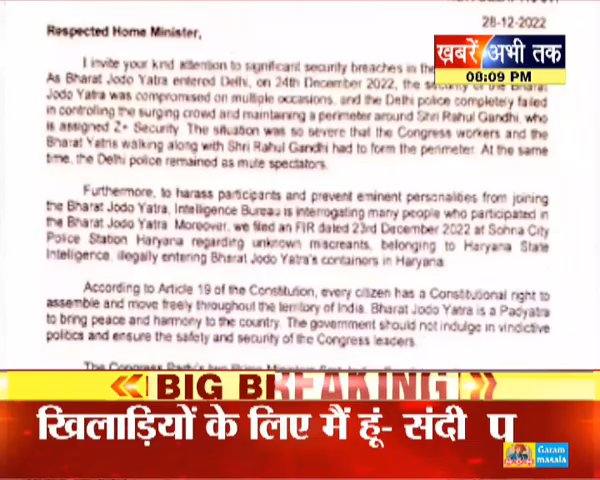 28-12-2022
Respected Home Minister,
ख़बरें अभी तक
08:09 PM
I invite your kind attention to significant security breaches in the
As Bharat Jodo Yatra entered Delhi, on 24th December 2022, the security of the Bharat
Jodo Yatra was compromised on multiple occasions, and the Delhi police completely failed
in controlling the surging crowd and maintaining a perimeter around Shri Rahul Gandhi, who
is assigned Z+ Security. The situation was so severe that the Congress workers and the
Bharat Yatris walking along with Shri Rahul Gandhi had to form the perimeter. At the same
time, the Delhi police remained as mute spectators.
Furthermore, to harass participants and prevent eminent personalities from joining
the Bharat Jodo Yatra, Intelligence Bureau is interrogating many people who participated in
the Bharat Jodo Yatra. Moreover, we filed an FIR dated 23rd December 2022 at Sohna City
Police Station Haryana regarding unknown miscreants, belonging to Haryana State
Intelligence, illegally entering Bharat Jodo Yatra's containers in Haryana.
According to Article 19 of the Constitution, every citizen has a Constitutional right to
assemble and move freely throughout the territory of India. Bharat Jodo Yatra is a Padyatra
to bring peace and harmony to the country. The government should not indulge in vindictive
politics and ensure the safety and security of the Congress leaders.
The Congress Party's two Prime Ministers
BIG BREAKING
खिलाड़ियों के लिए मैं हूं- संदी प
Garam
masala